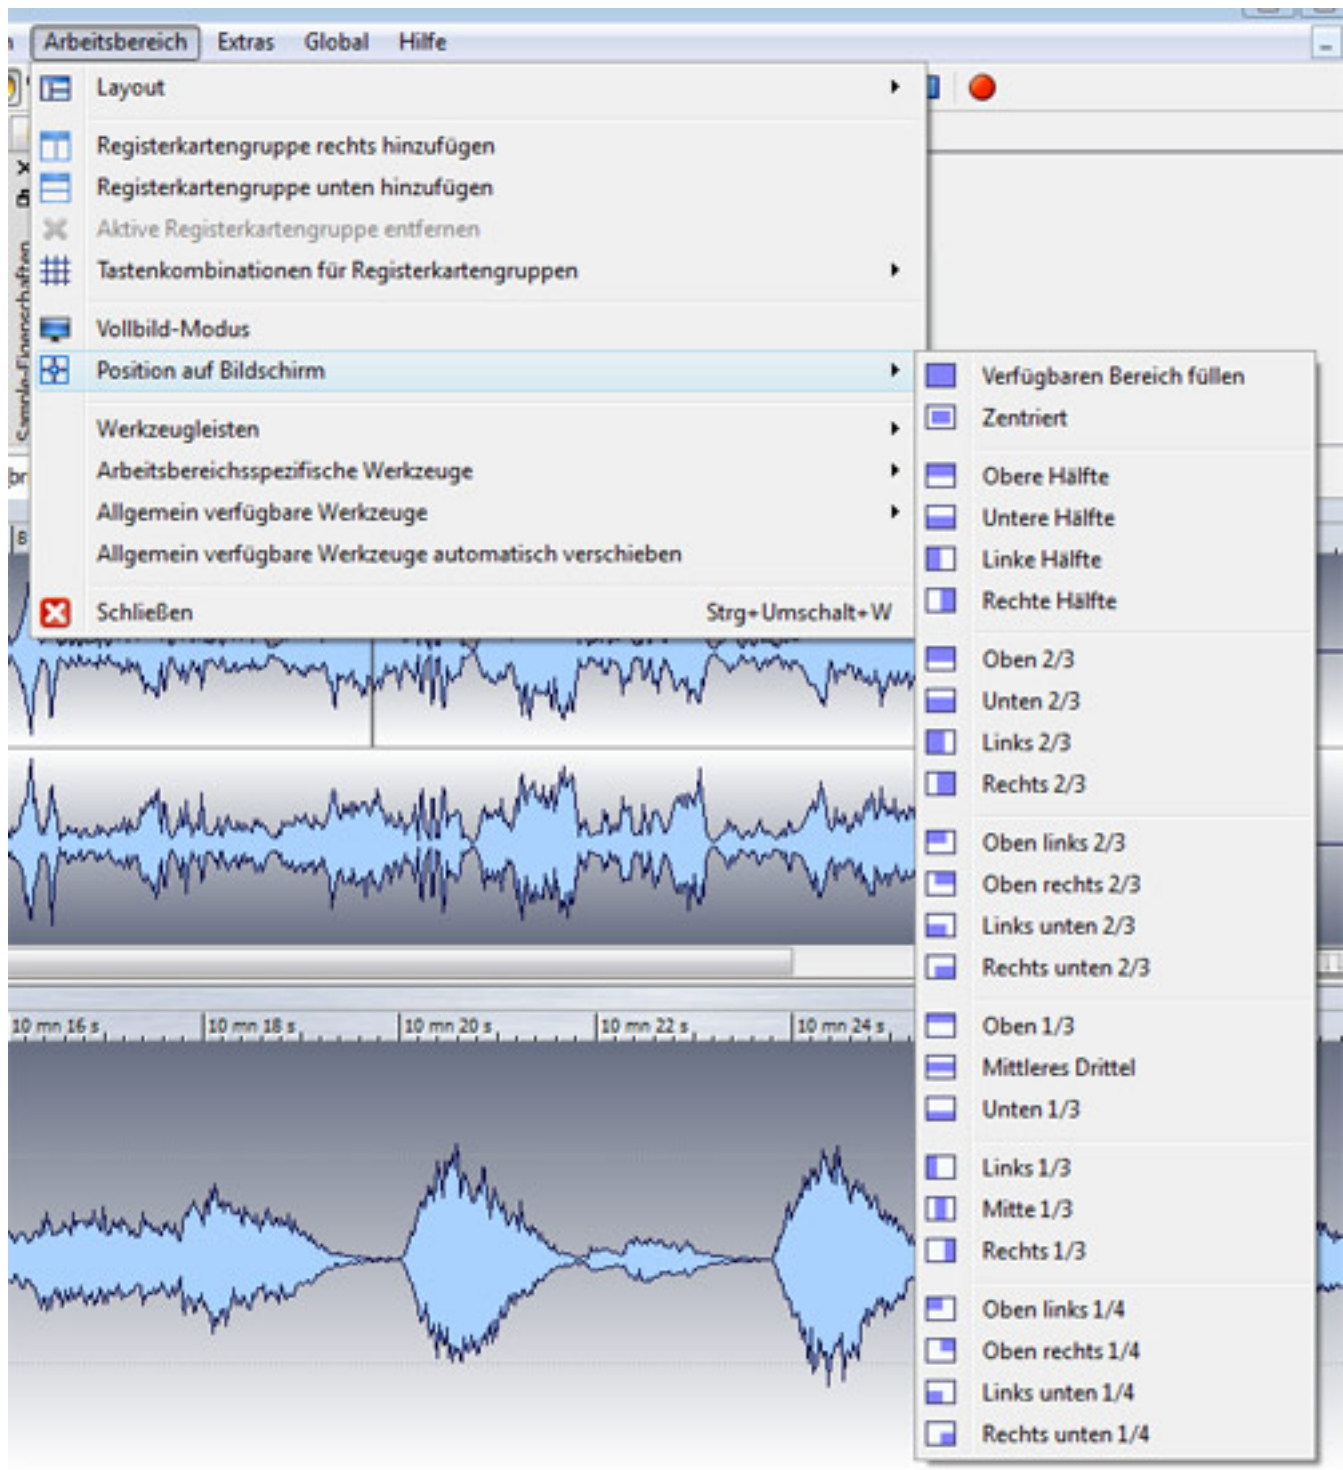 Arbeitsbereich Extras Global Hilfe
Layout
Registerkartengruppe rechts hinzufügen
Registerkartengruppe unten hinzufügen
Aktive Registerkartengruppe entfernen
Tastenkombinationen für Registerkartengruppen
Vollbild-Modus
Position auf Bildschirm
Werkzeugleisten
Arbeitsbereichsspezifische Werkzeuge
Allgemein verfügbare Werkzeuge
Allgemein verfügbare Werkzeuge automatisch verschieben
Schließen Strg+Umschalt+W
Sample-Eigenschaften
8
Verfügbaren Bereich füllen
Zentriert
Obere Hälfte
Untere Hälfte
Linke Hälfte
Rechte Hälfte
Oben 2/3
Unten 2/3
Links 2/3
Rechts 2/3
Oben links 2/3
Oben rechts 2/3
Links unten 2/3
Rechts unten 2/3
Oben 1/3
Mittleres Drittel
Unten 1/3
Links 1/3
Mitte 1/3
Rechts 1/3
Oben links 1/4
Oben rechts 1/4
Links unten 1/4
Rechts unten 1/4
10 mn 16 s 10 mn 18 s 10 mn 20 s 10 mn 22 s 10 mn 24 s